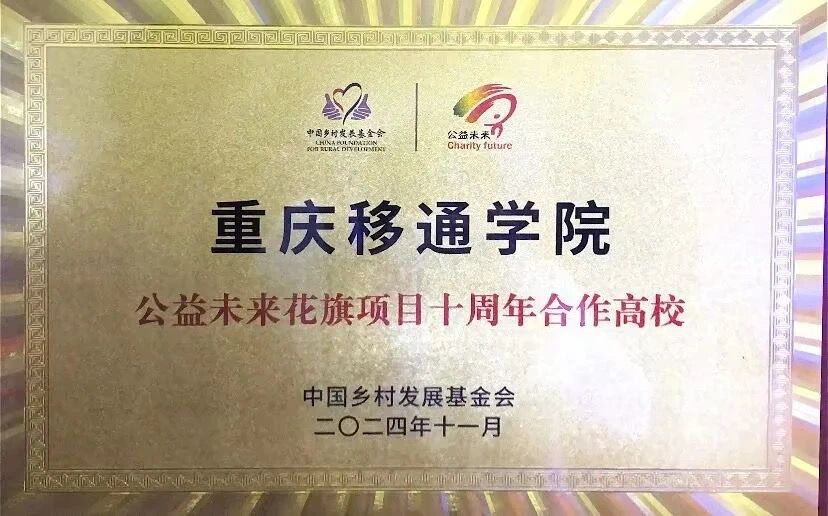 中国乡村发展基金会
CHINA FOUNDATION
FOR RURAL DEVELOPMENT
公益未来
Charity future
重庆移通学院
公益未来花旗项目十周年合作高校
中国乡村发展基金会
二〇二四年十一月